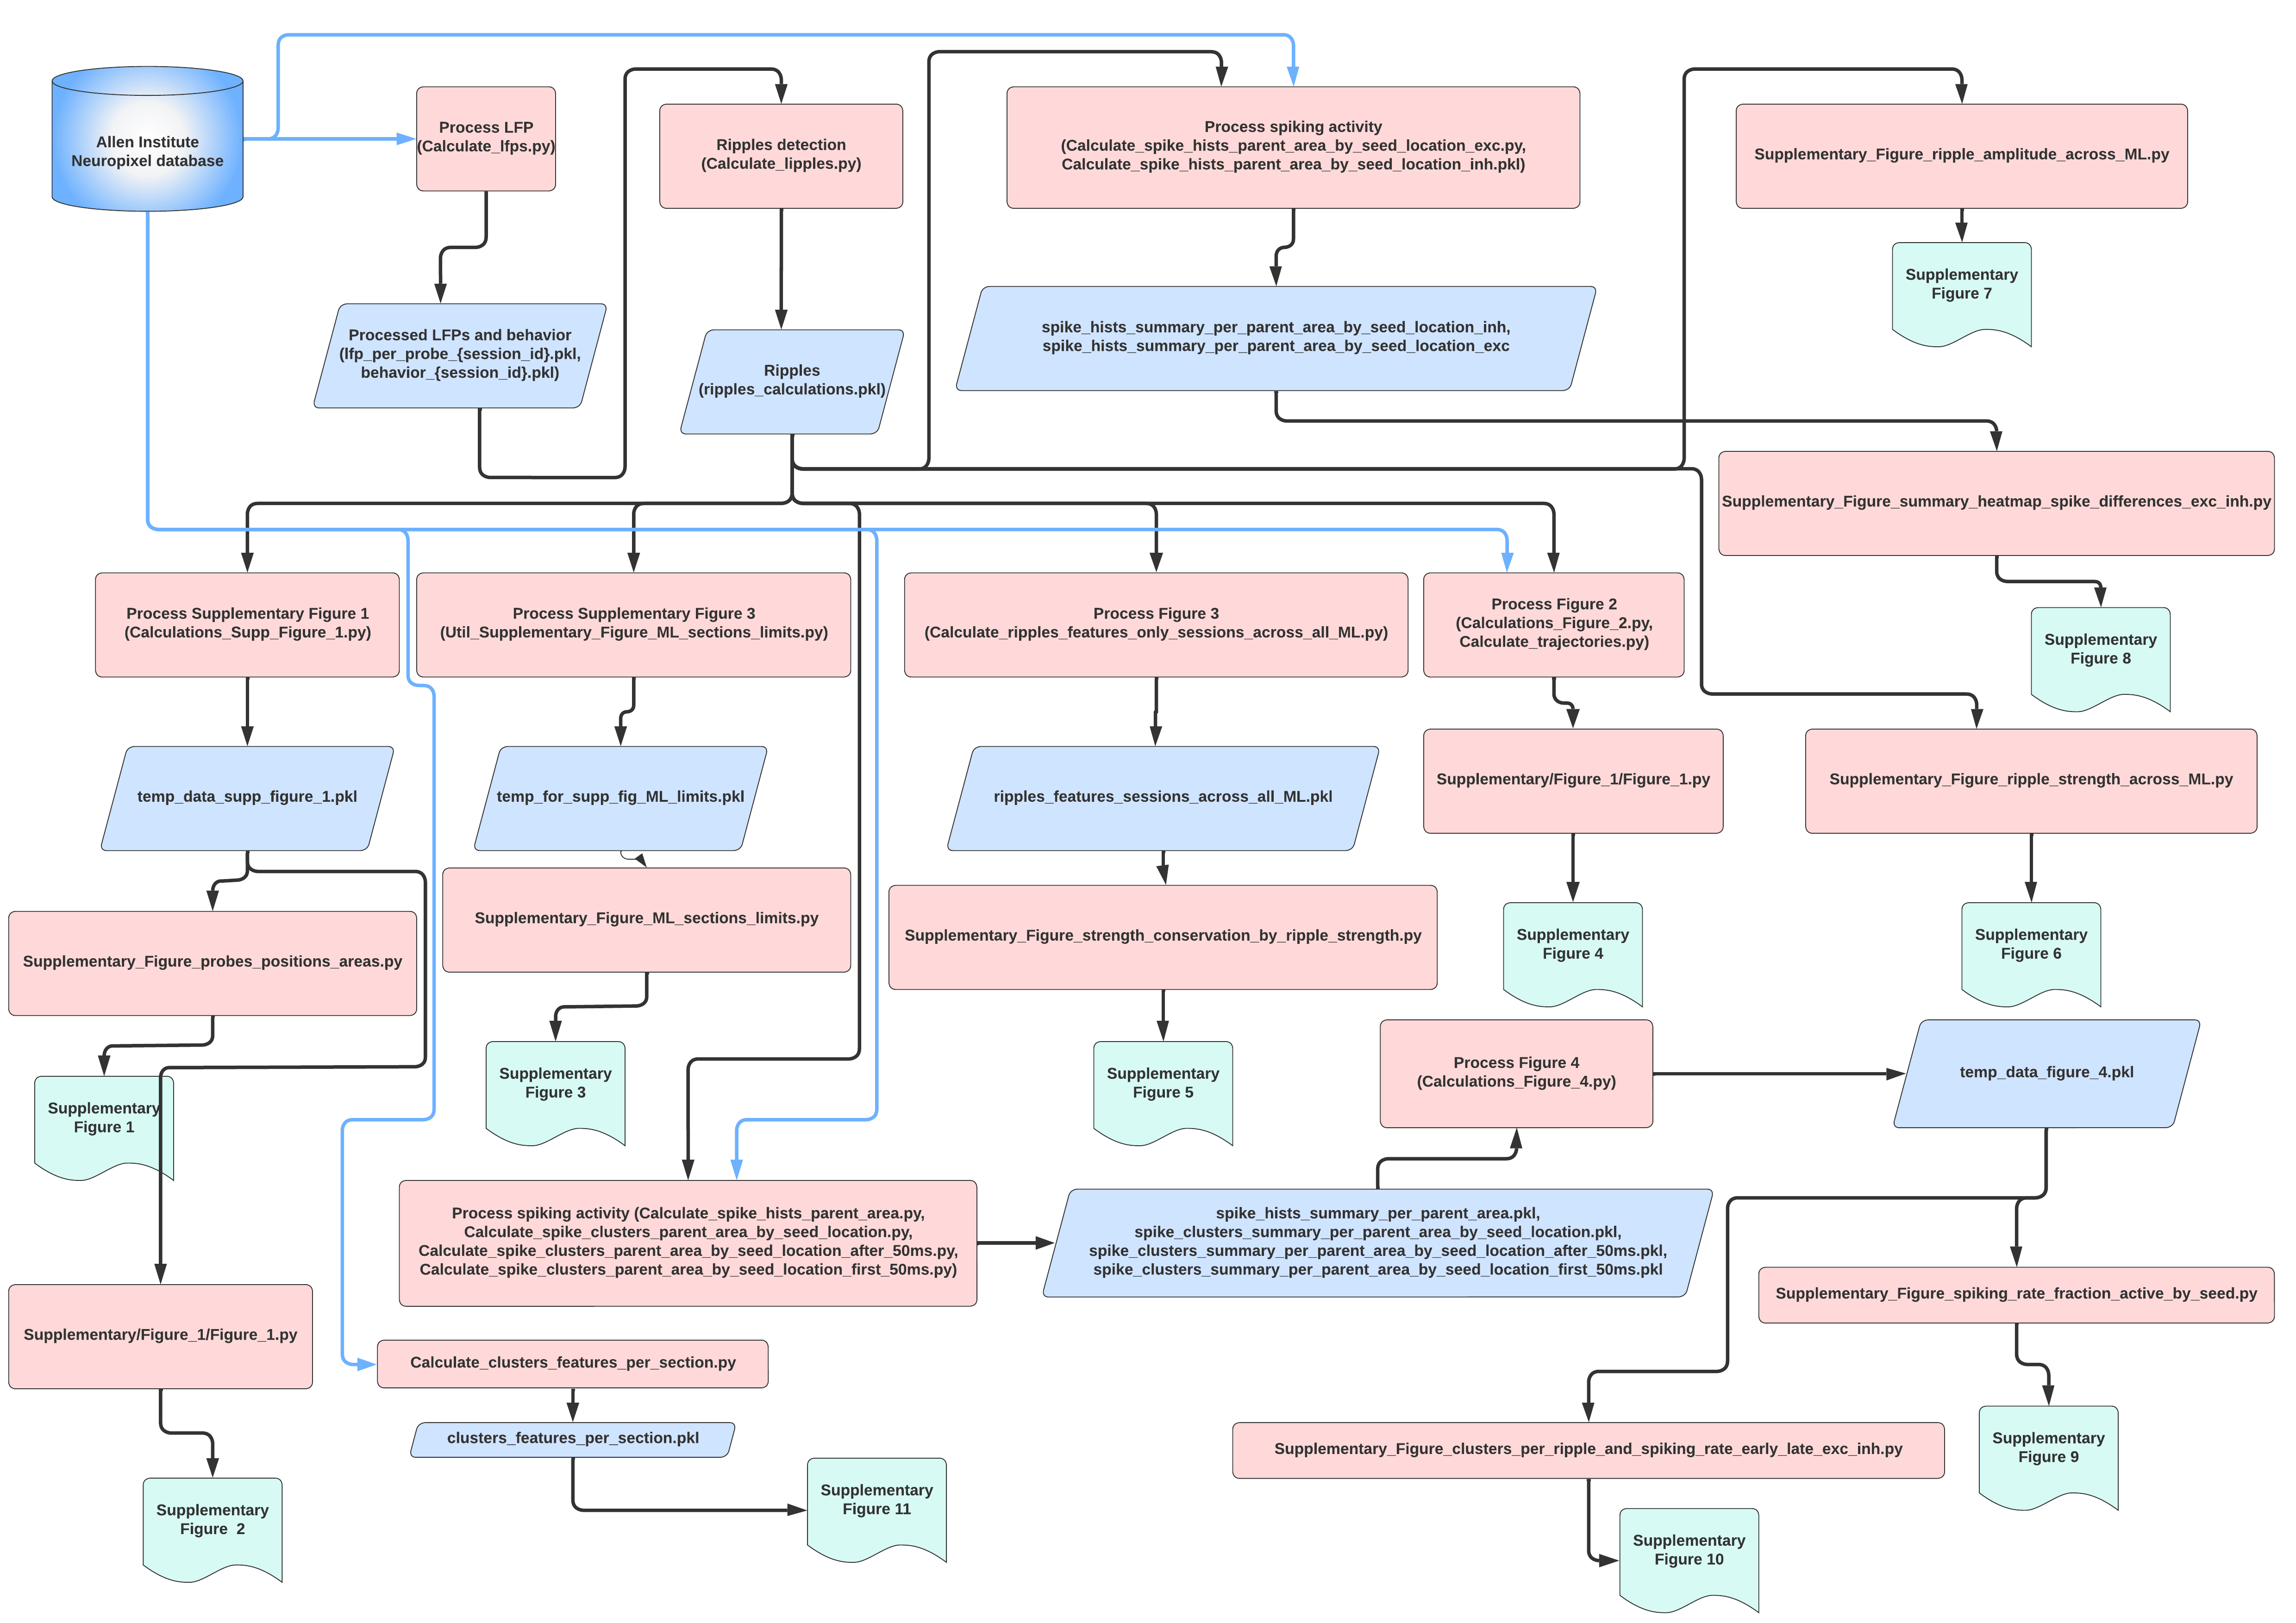 Allen Institute
Neuropixel database
Process LFP
(Calculate_lfps.py)
Ripples detection
(Calculate_lipples.py)
Process spiking activity
(Calculate_spike_hists_parent_area_by_seed_location_exc.py,
Calculate_spike_hists_parent_area_by_seed_location_inh.pkl)
Supplementary_Figure_ripple_amplitude_across_ML.py
Supplementary
Figure 7
Processed LFPs and behavior
(lfp_per_probe_{session_id}.pkl,
behavior_{session_id}.pkl)
Ripples
(ripples_calculations.pkl)
spike_hists_summary_per_parent_area_by_seed_location_inh,
spike_hists_summary_per_parent_area_by_seed_location_exc
Supplementary_Figure_summary_heatmap_spike_differences_exc_inh.py
Supplementary
Figure 8
Process Supplementary Figure 1
(Calculations_Supp_Figure_1.py)
Process Supplementary Figure 3
(Util_Supplementary_Figure_ML_sections_limits.py)
Process Figure 3
(Calculate_ripples_features_only_sessions_across_all_ML.py)
Process Figure 2
(Calculations_Figure_2.py,
Calculate_trajectories.py)
temp_data_supp_figure_1.pkl
temp_for_supp_fig_ML_limits.pkl
ripples_features_sessions_across_all_ML.pkl
Supplementary/Figure_1/Figure_1.py
Supplementary_Figure_ripple_strength_across_ML.py
Supplementary_Figure_probes_positions_areas.py
Supplementary_Figure_ML_sections_limits.py
Supplementary_Figure_strength_conservation_by_ripple_strength.py
Supplementary
Figure 4
Supplementary
Figure 6
Supplementary
Figure 1
Supplementary
Figure 3
Supplementary
Figure 5
Process Figure 4
(Calculations_Figure_4.py)
temp_data_figure_4.pkl
Process spiking activity (Calculate_spike_hists_parent_area.py,
Calculate_spike_clusters_parent_area_by_seed_location.py,
Calculate_spike_clusters_parent_area_by_seed_location_after_50ms.py,
Calculate_spike_clusters_parent_area_by_seed_location_first_50ms.py)
spike_hists_summary_per_parent_area.pkl,
spike_clusters_summary_per_parent_area_by_seed_location.pkl,
spike_clusters_summary_per_parent_area_by_seed_location_after_50ms.pkl,
spike_clusters_summary_per_parent_area_by_seed_location_first_50ms.pkl
Supplementary_Figure_spiking_rate_fraction_active_by_seed.py
Supplementary/Figure_1/Figure_1.py
Calculate_clusters_features_per_section.py
clusters_features_per_section.pkl
Supplementary_Figure_clusters_per_ripple_and_spiking_rate_early_late_exc_inh.py
Supplementary
Figure 9
Supplementary
Figure 2
Supplementary
Figure 11
Supplementary
Figure 10